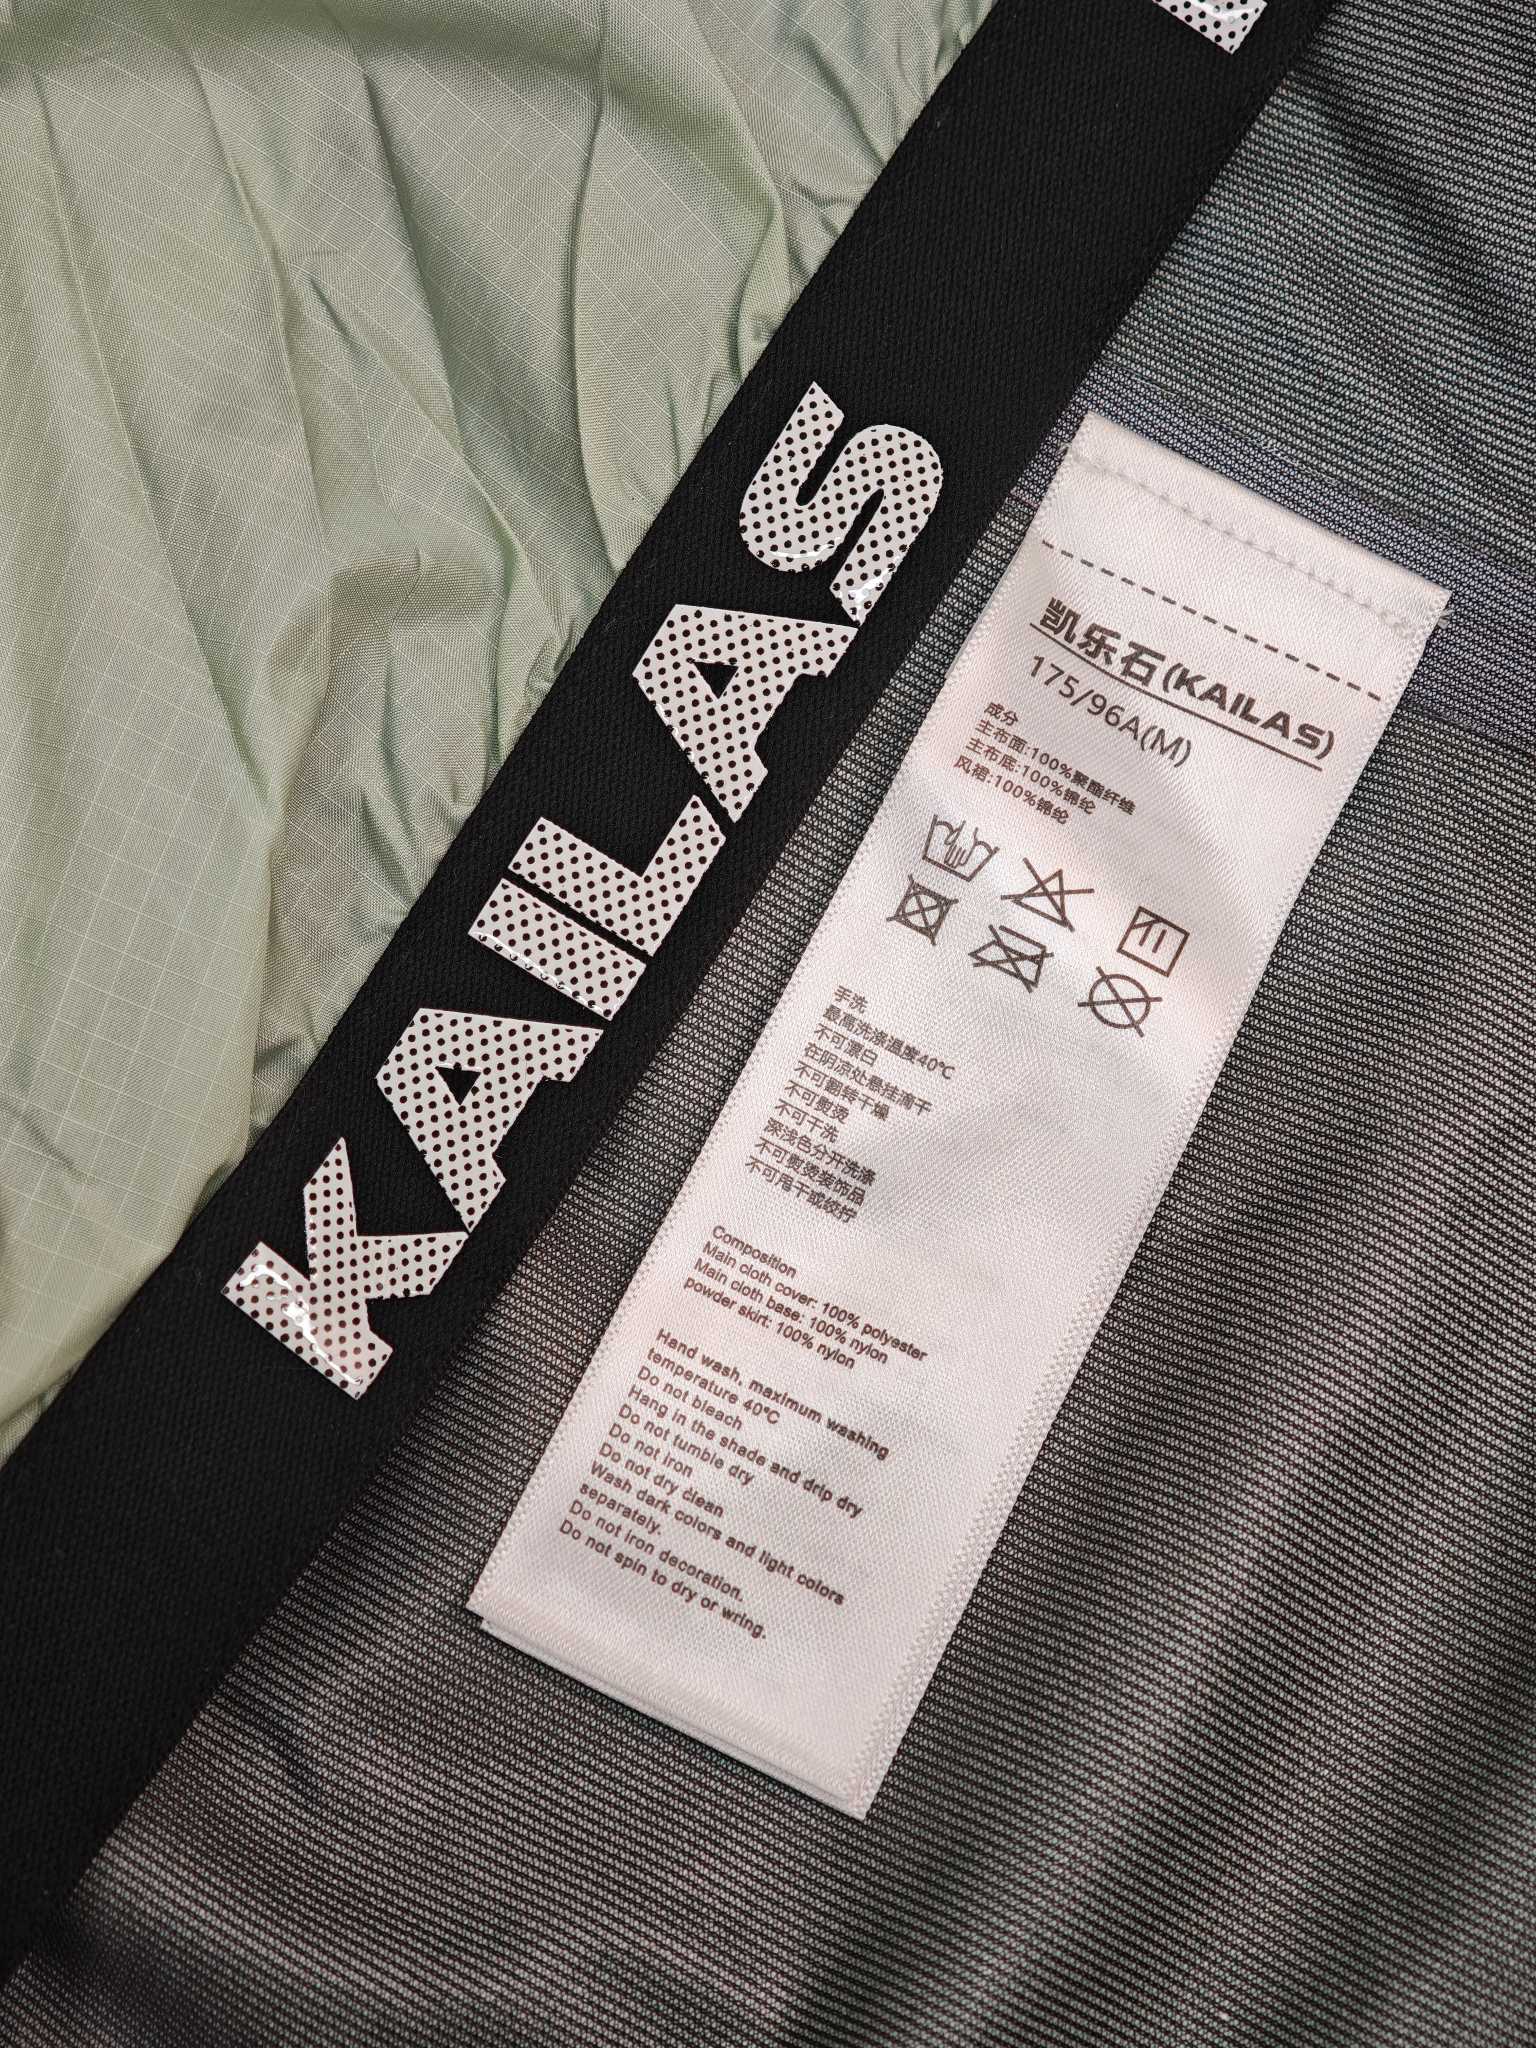 KAILAS
凯乐石(KAILAS)
175/96A(M)
成分
主布面:100%聚酯纤维
主布底:100%锦纶
风裙:100%锦纶
手洗
最高洗涤温度40℃
不可漂白
在阴凉处悬挂滴干
不可翻转干燥
不可熨烫
不可干洗
深浅色分开洗涤
不可熨烫装饰品
不可甩干或绞拧
Composition
Main cloth cover: 100% polyester
Main cloth base: 100% nylon
powder skirt: 100% nylon
Hand wash, maximum washing
temperature 40℃
Do not bleach
Hang in the shade and drip dry
Do not tumble dry
Do not iron
Do not dry clean
Wash dark colors and light colors
separately.
Do not iron decoration.
Do not spin to dry or wring.